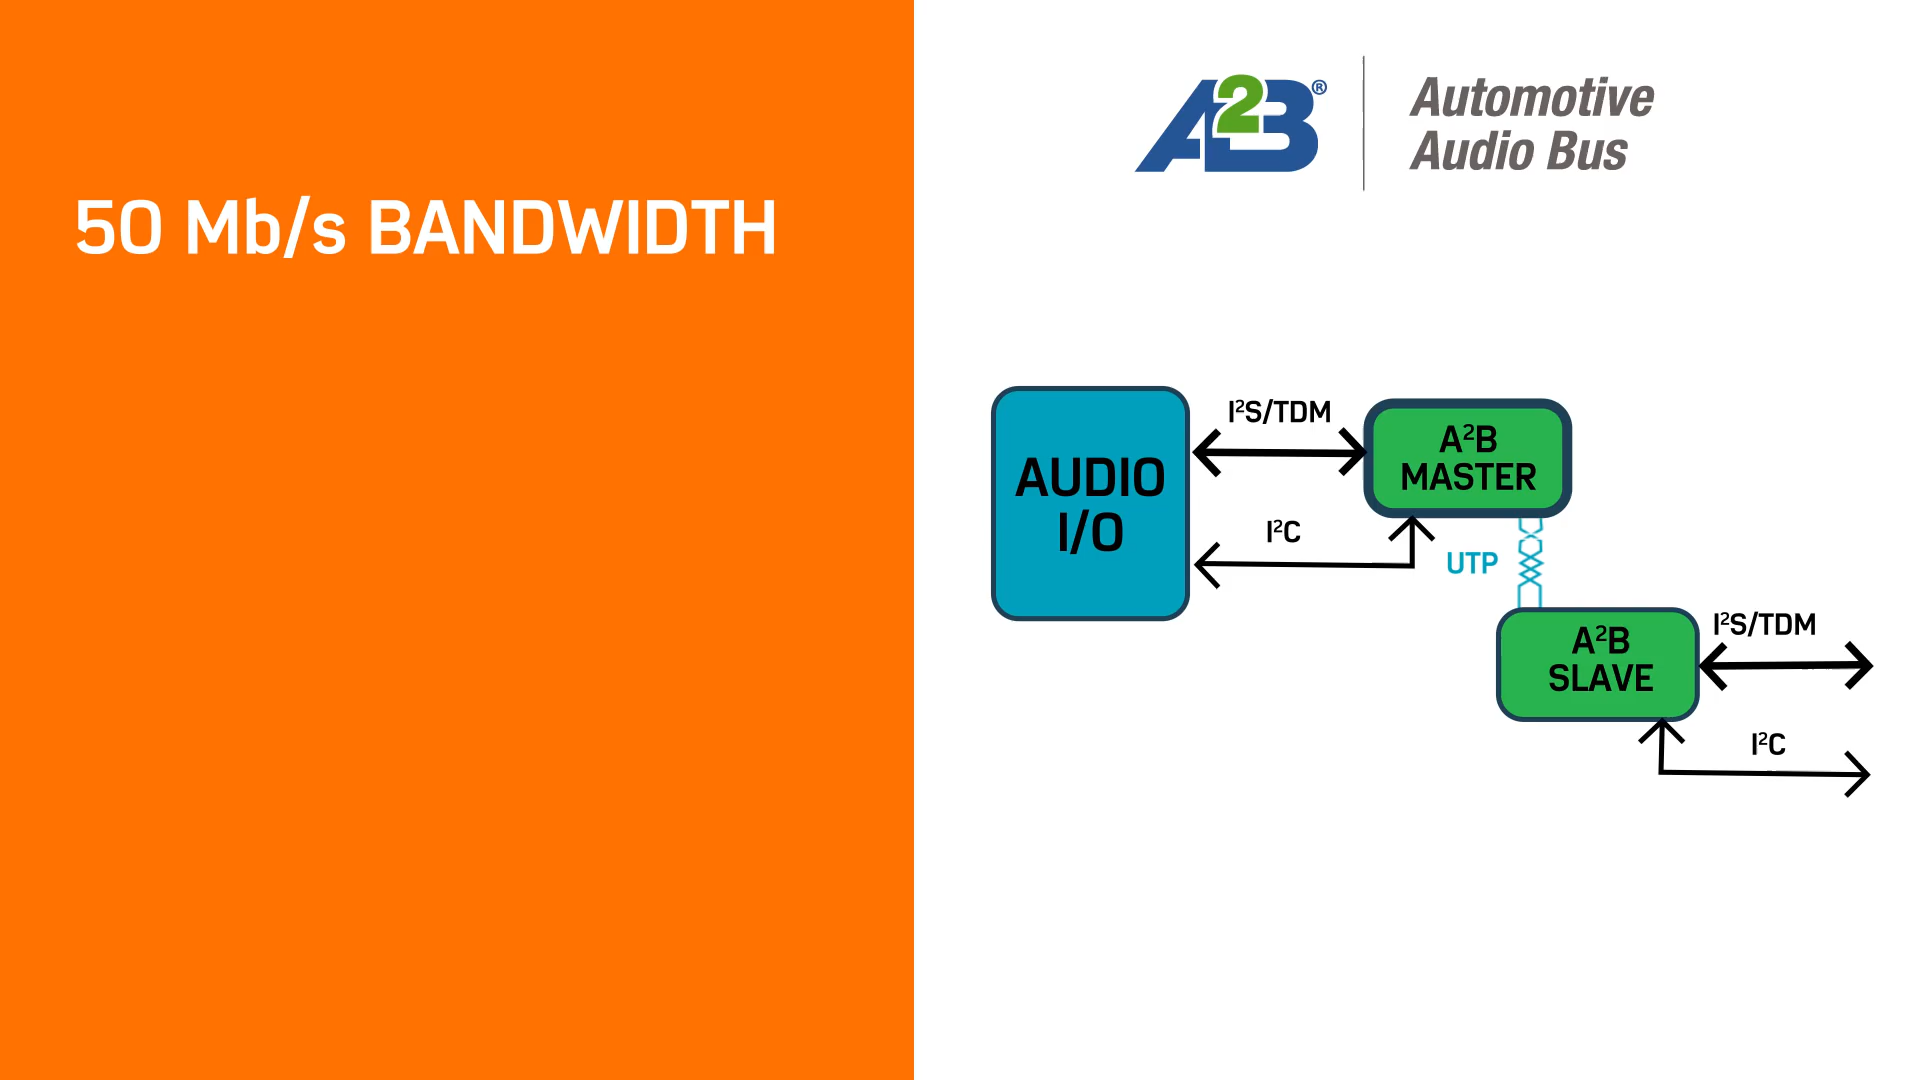 50 Mb/s BANDWIDTH
A2B®
Automotive
Audio Bus
AUDIO
I/O
I²S/TDM
I²C
A²B
MASTER
UTP
A²B
SLAVE
I²S/TDM
I²C